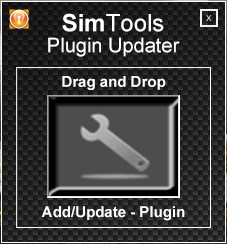 SimTools
Plugin Updater
x
Drag and Drop
Add/Update - Plugin